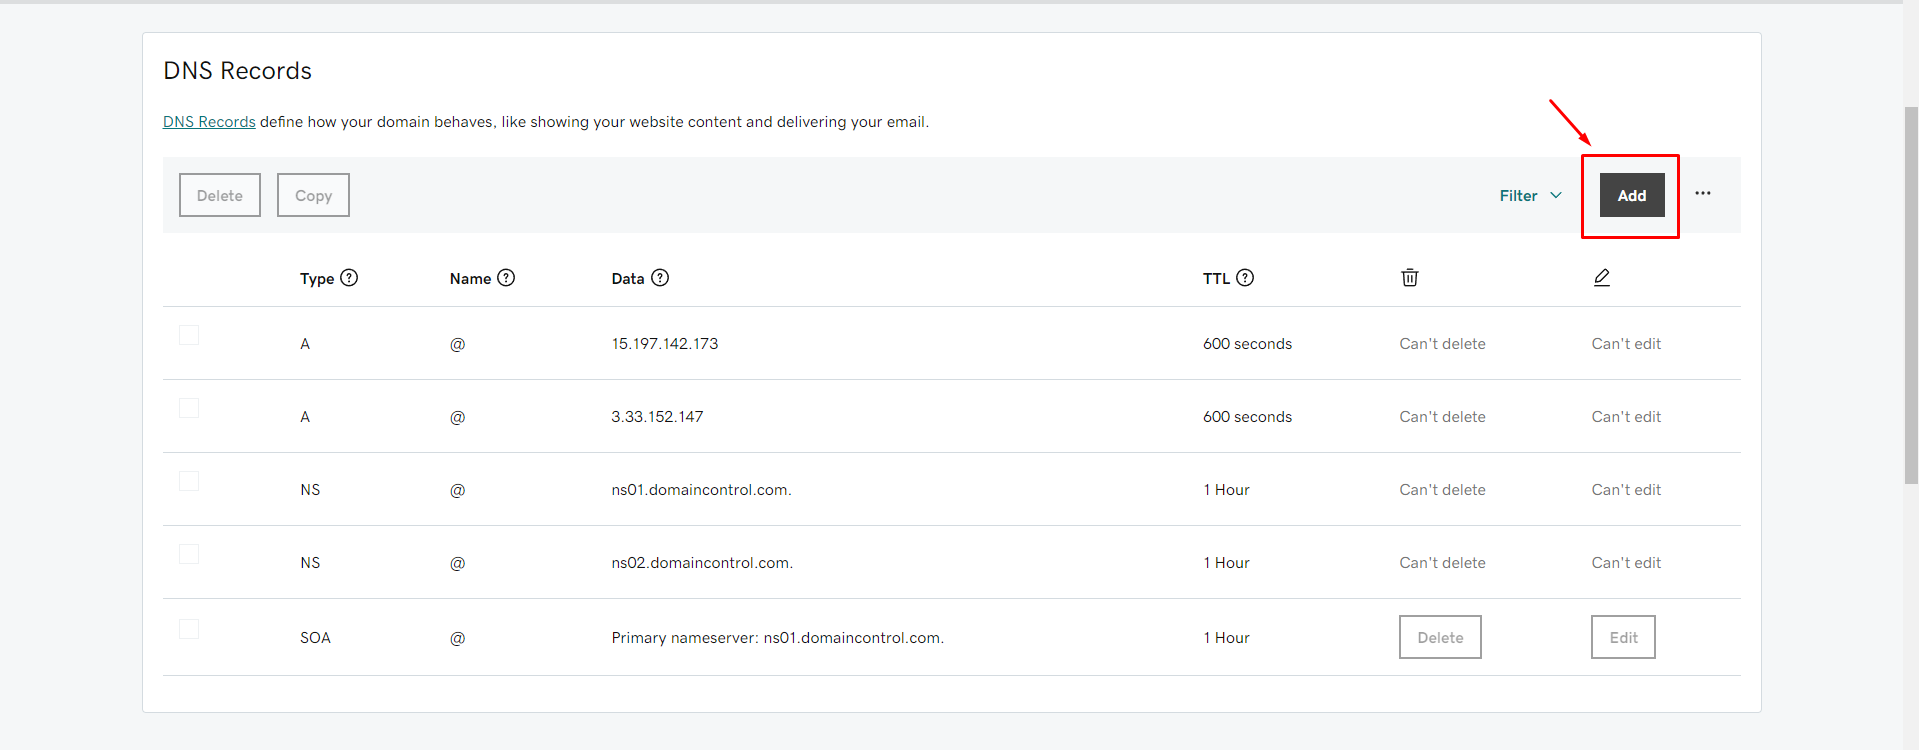 DNS Records
DNS Records define how your domain behaves, like showing your website content and delivering your email.
Delete Copy Filter Add ...
Type ? Name ? Data ? TTL ?
A @ 15.197.142.173 600 seconds Can't delete Can't edit
A @ 3.33.152.147 600 seconds Can't delete Can't edit
NS @ ns01.domaincontrol.com. 1 Hour Can't delete Can't edit
NS @ ns02.domaincontrol.com. 1 Hour Can't delete Can't edit
SOA @ Primary nameserver: ns01.domaincontrol.com. 1 Hour Delete Edit